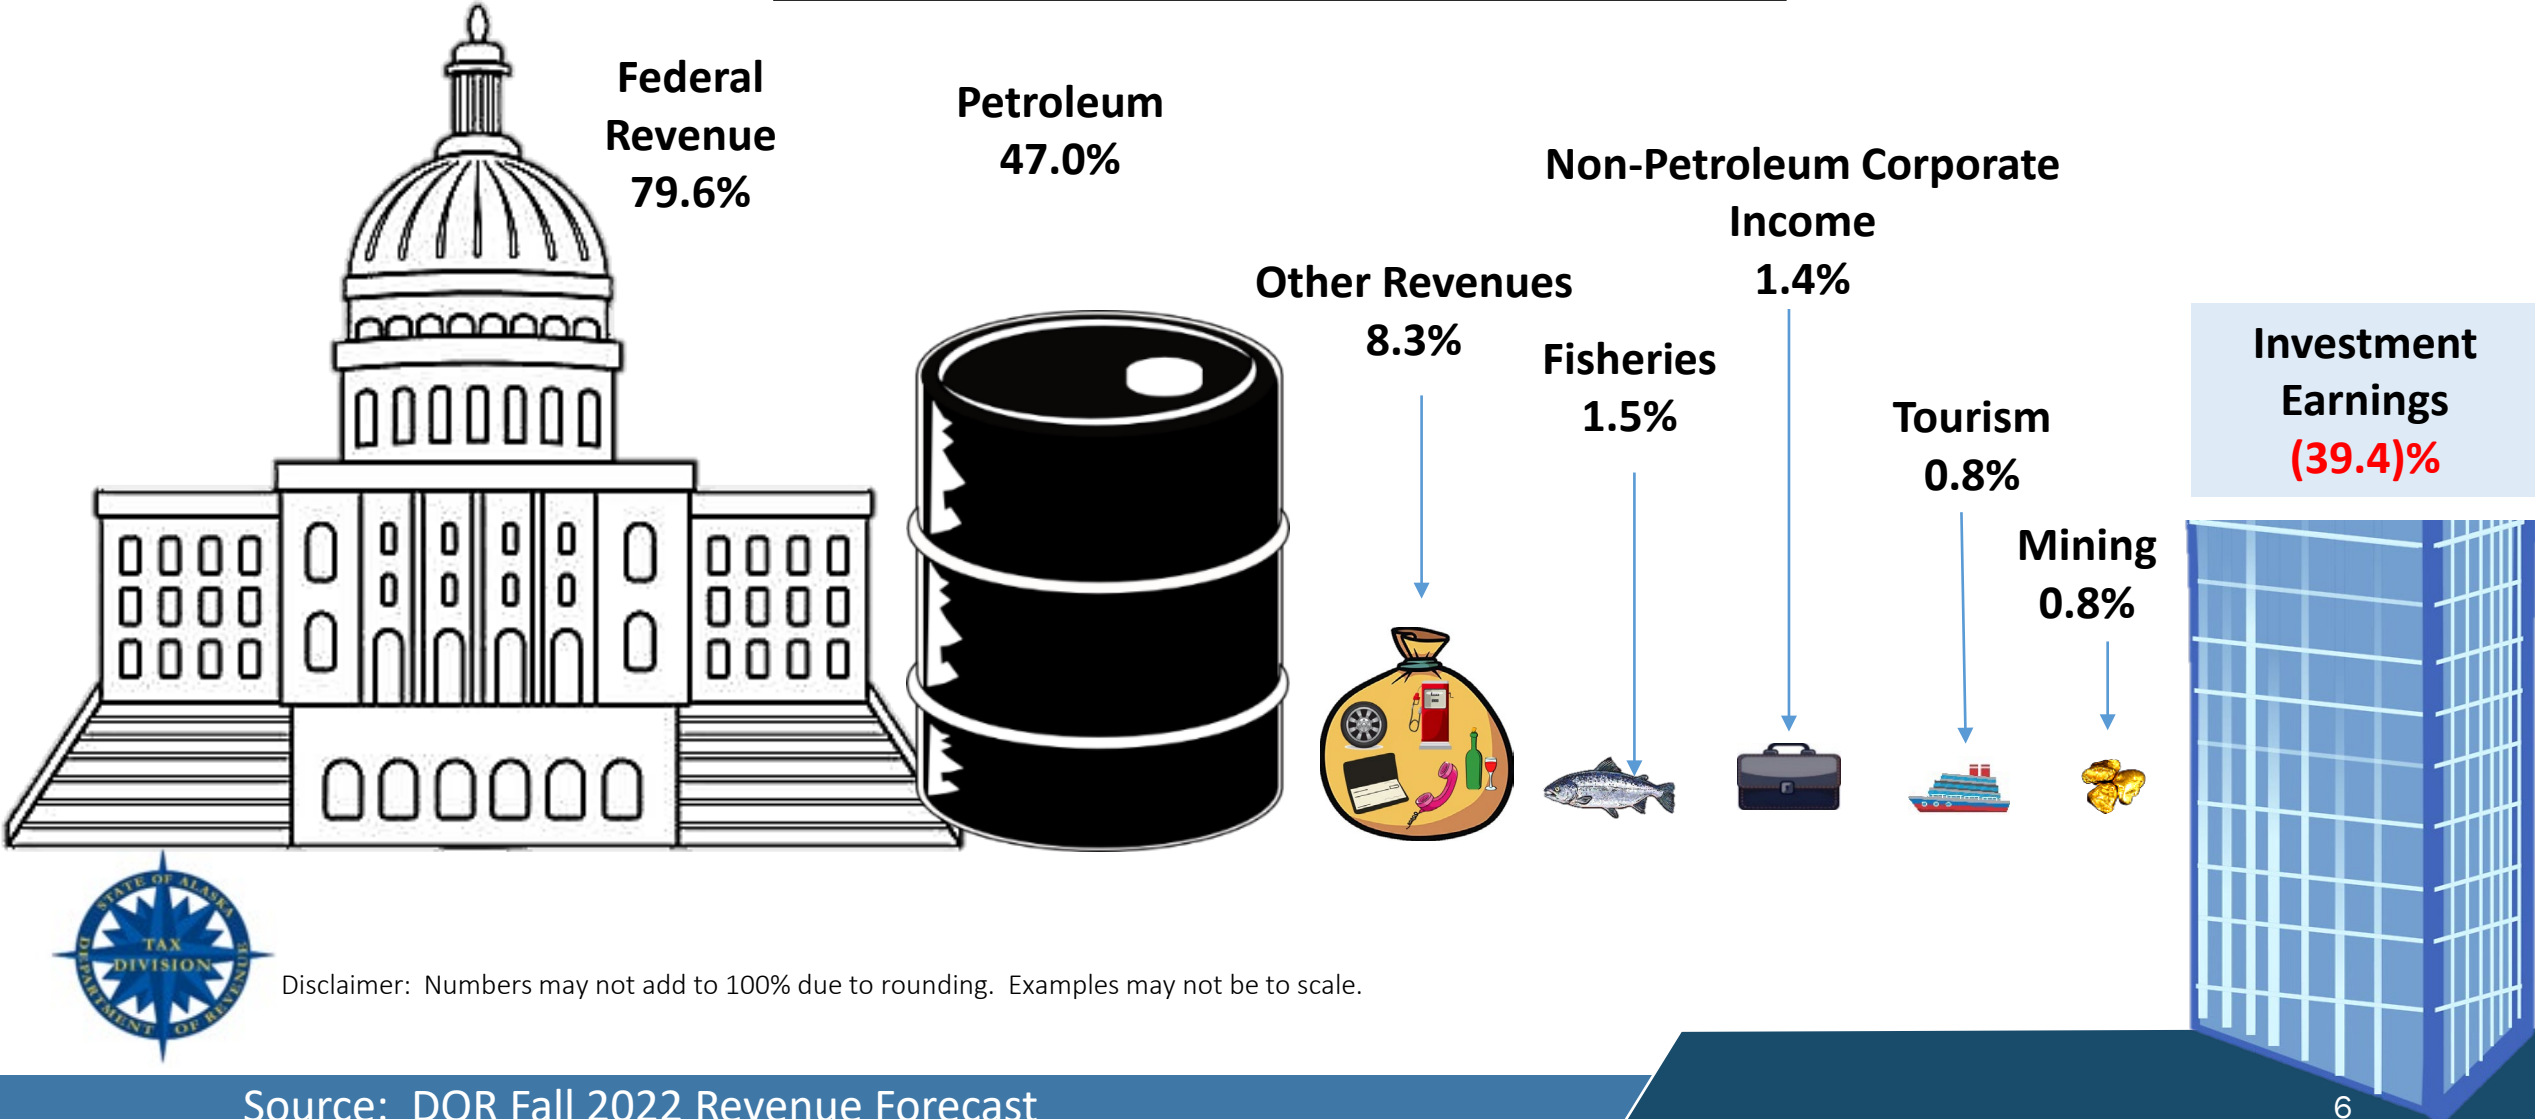 Federal
Revenue
79.6%
Petroleum
47.0%
Non-Petroleum Corporate
Income
1.4%
Other Revenues
8.3%
Fisheries
1.5%
Tourism
0.8%
Mining
0.8%
Investment
Earnings
(39.4)%
STATE OF ALASKA
TAX
DIVISION
DEPARTMENT OF REVENUE
Disclaimer:  Numbers may not add to 100% due to rounding.  Examples may not be to scale.
Source:  DOR Fall 2022 Revenue Forecast
6